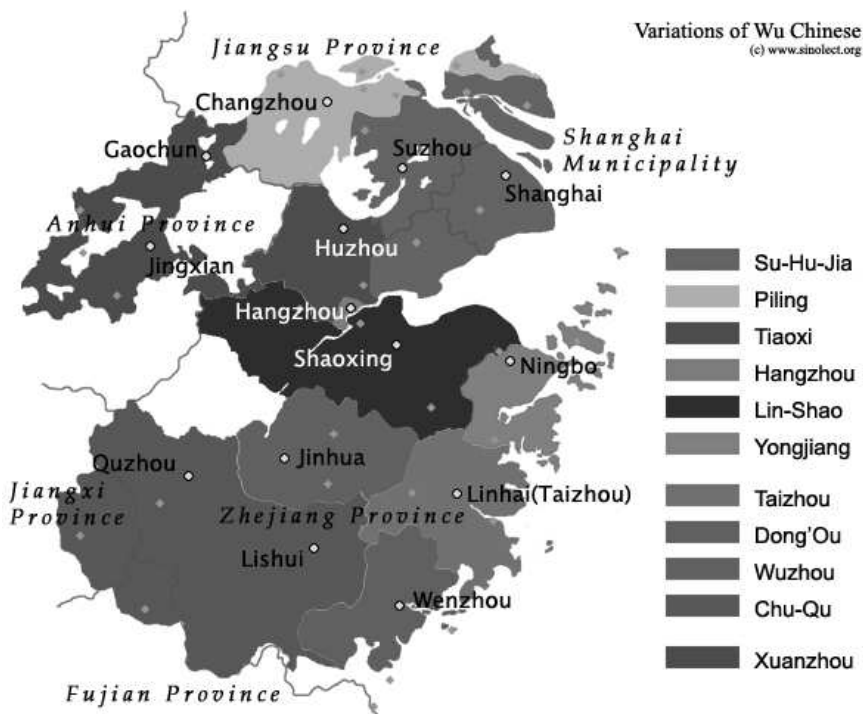 Variations of Wu Chinese
(c) www.sinolect.org
Jiangsu Province
Changzhou
Gaochun
Suzhou
Shanghai
Municipality
Shanghai
Anhui Province
Huzhou
Jingxian
Hangzhou
Shaoxing
Ningbo
Quzhou
Jinhua
Jiangxi
Province
Linhai(Taizhou)
Zhejiang Province
Lishui
Wenzhou
Fujian Province
Su-Hu-Jia
Piling
Tiaoxi
Hangzhou
Lin-Shao
Yongjiang
Taizhou
Dong'Ou
Wuzhou
Chu-Qu
Xuanzhou